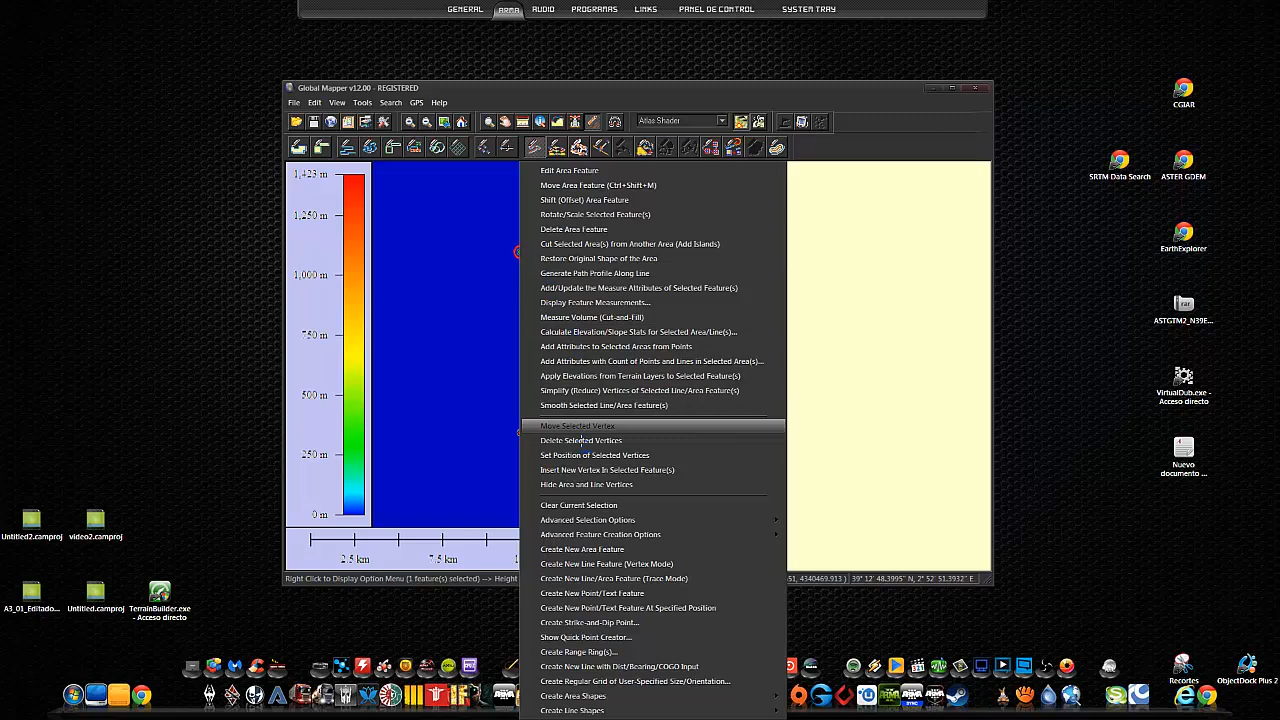 GENERAL ARMA AUDIO PROGRAMAS LINKS PANEL DE CONTROL SYSTEM TRAY
Global Mapper v12.00 - REGISTERED
File Edit View Tools Search GPS Help
Atlas Shader
1,423 m
1,250 m
1,000 m
750 m
500 m
250 m
0 m
2.5 km 7.5 km
Right Click to Display Option Menu (1 feature(s) selected) --> Height
51, 4340469.913 ) 39° 12' 48.3995" N, 2° 52' 51.3932" E
Edit Area Feature
Move Area Feature (Ctrl+Shift+M)
Shift (Offset) Area Feature
Rotate/Scale Selected Feature(s)
Delete Area Feature
Cut Selected Area(s) from Another Area (Add Islands)
Restore Original Shape of the Area
Generate Path Profile Along Line
Add/Update the Measure Attributes of Selected Feature(s)
Display Feature Measurements...
Measure Volume (Cut-and-Fill)
Calculate Elevation/Slope Stats for Selected Area/Line(s)...
Add Attributes to Selected Areas from Points
Add Attributes with Count of Points and Lines in Selected Area(s)...
Apply Elevations from Terrain Layers to Selected Feature(s)
Simplify (Reduce) Vertices of Selected Line/Area Feature(s)
Smooth Selected Line/Area Feature(s)
Move Selected Vertex
Delete Selected Vertices
Set Position of Selected Vertices
Insert New Vertex In Selected Feature(s)
Hide Area and Line Vertices
Clear Current Selection
Advanced Selection Options
Advanced Feature Creation Options
Create New Area Feature
Create New Line Feature (Vertex Mode)
Create New Line/Area Feature (Trace Mode)
Create New Point/Text Feature
Create New Point/Text Feature At Specified Position
Create Strike-and-Dip Point...
Show Quick Point Creator...
Create Range Ring(s)...
Create New Line with Dist/Bearing/COGO Input
Create Regular Grid of User-Specified Size/Orientation...
Create Area Shapes
Create Line Shapes
CGIAR
SRTM Data Search
ASTER GDEM
EarthExplorer
rar
ASTGTM2_N39E...
VirtualDub.exe - Acceso directo
Nuevo documento ...
Untitled2.camproj
video2.camproj
A3_01_Editado...
Untitled.camproj
TerrainBuilder.exe - Acceso directo
Recortes
ObjectDock Plus 2